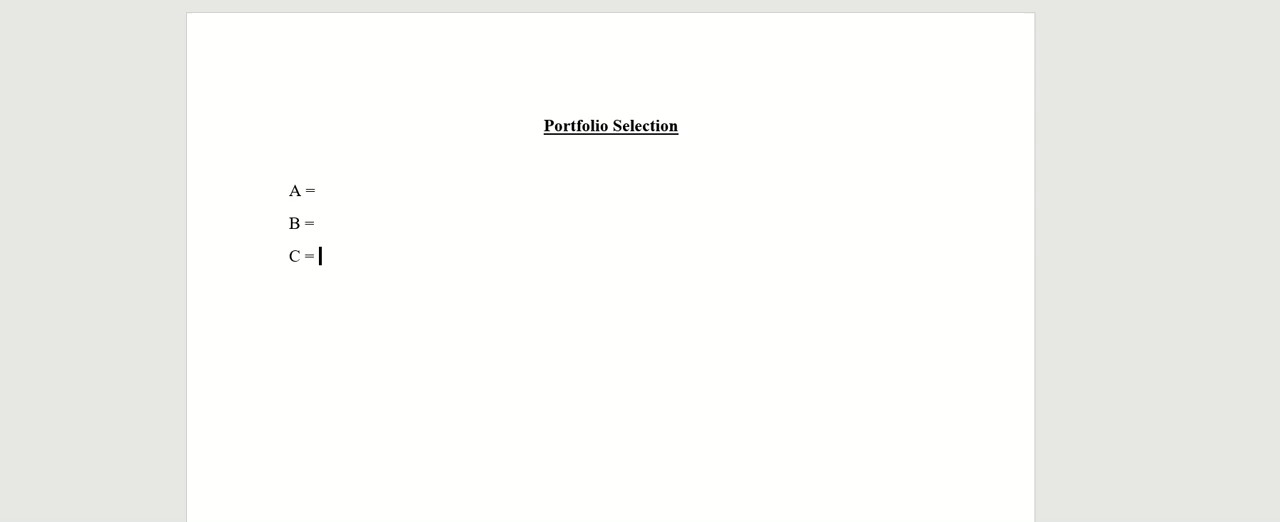 Portfolio Selection
A =
B =
C =